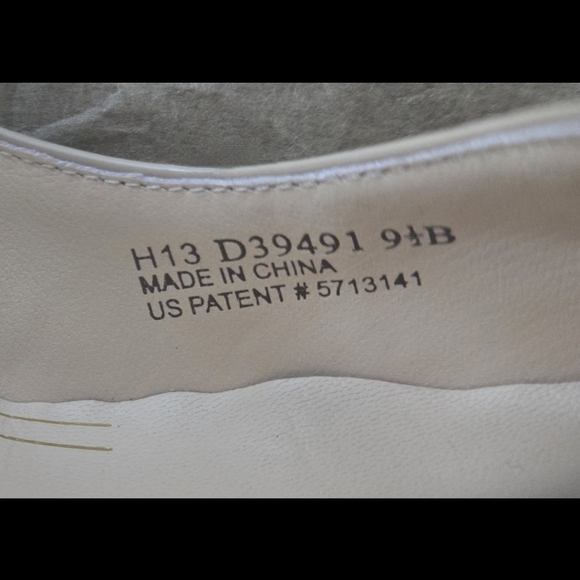 H13 D39491 9½B
MADE IN CHINA
US PATENT # 5713141